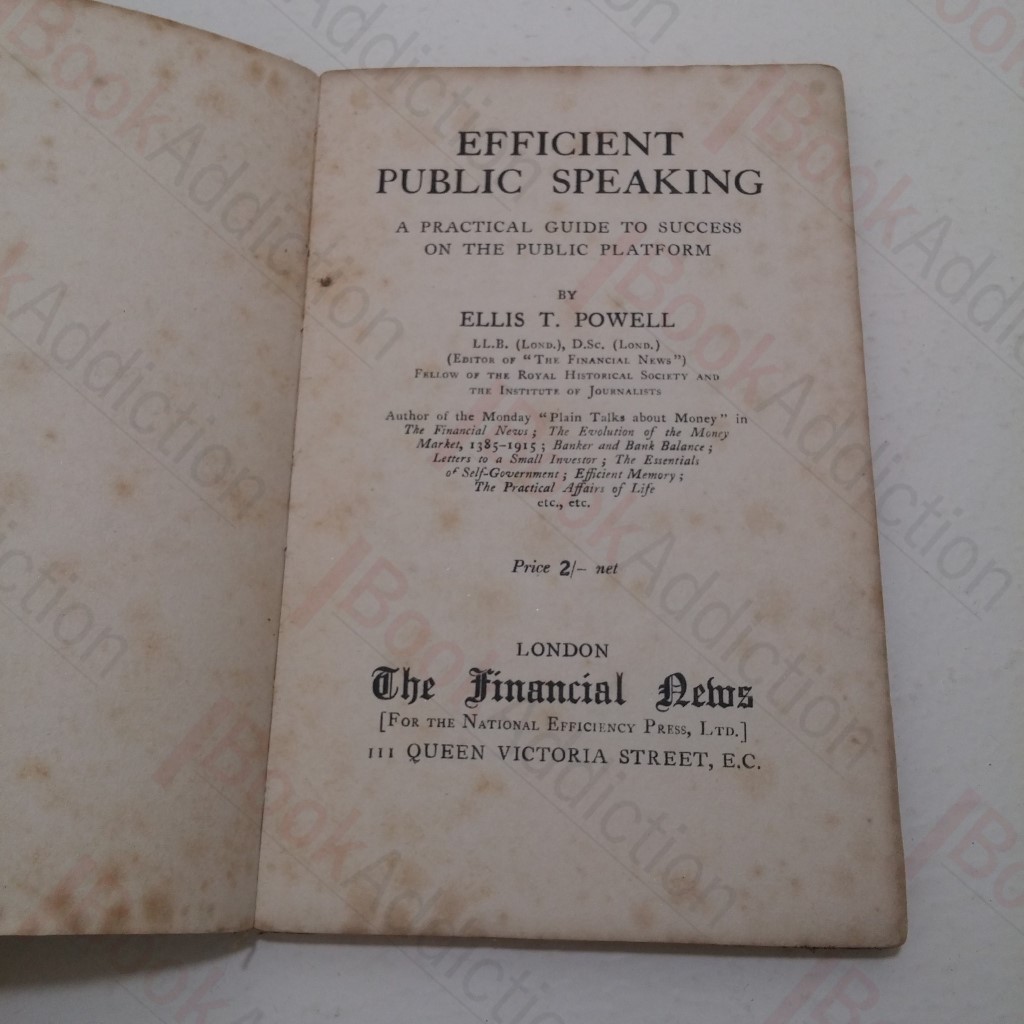 EFFICIENT
PUBLIC SPEAKING
A PRACTICAL GUIDE TO SUCCESS
ON THE PUBLIC PLATFORM
BY
ELLIS T. POWELL
LL.B. (Lond.), D.Sc. (Lond.)
(Editor of "The Financial News")
Fellow of the Royal Historical Society and
the Institute of Journalists
Author of the Monday "Plain Talks about Money" in
The Financial News; The Evolution of the Money
Market, 1385-1915; Banker and Bank Balance;
Letters to a Small Investor; The Essentials
of Self-Government; Efficient Memory;
The Practical Affairs of Life
etc., etc.
Price 2/- net
LONDON
The Financial News
[For the National Efficiency Press, Ltd.]
111 QUEEN VICTORIA STREET, E.C.
BookAddiction